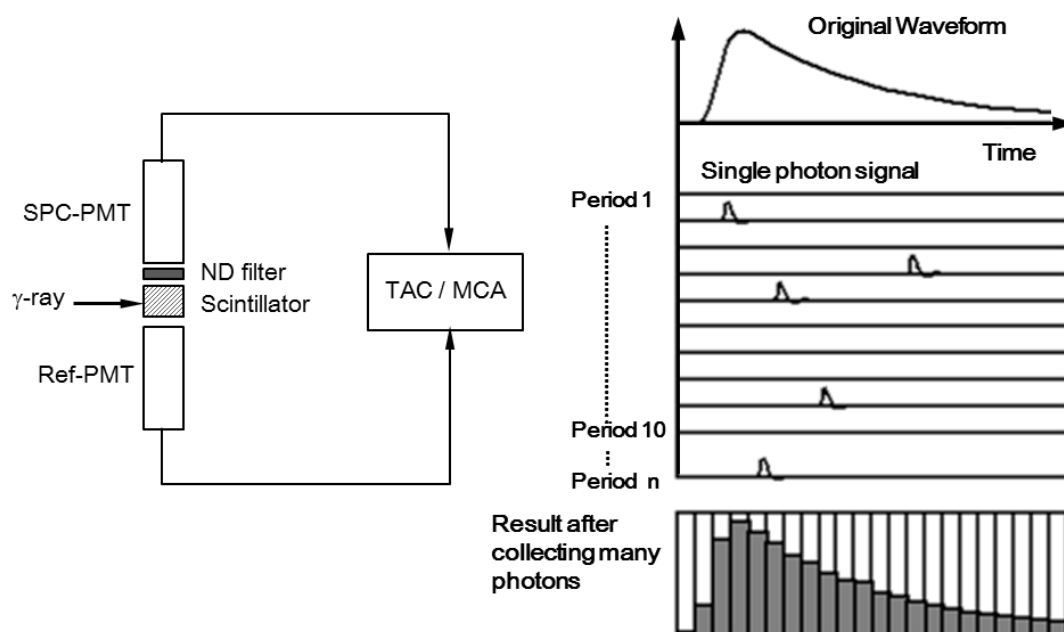 SPC-PMT
ND filter
γ-ray
Scintillator
Ref-PMT
TAC / MCA
Original Waveform
Time
Single photon signal
Period 1
Period 10
Period n
Result after
collecting many
photons